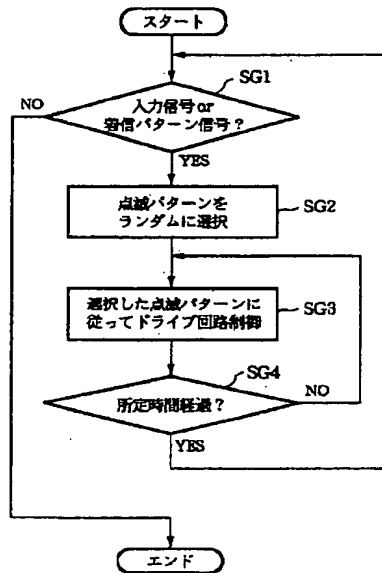 スタート
SG1
入力信号or
着信パターン信号?
NO
YES
点滅パターンを
ランダムに選択
SG2
選択した点滅パターンに
従ってドライブ回路制御
SG3
SG4
所定時間経過?
NO
YES
エンド